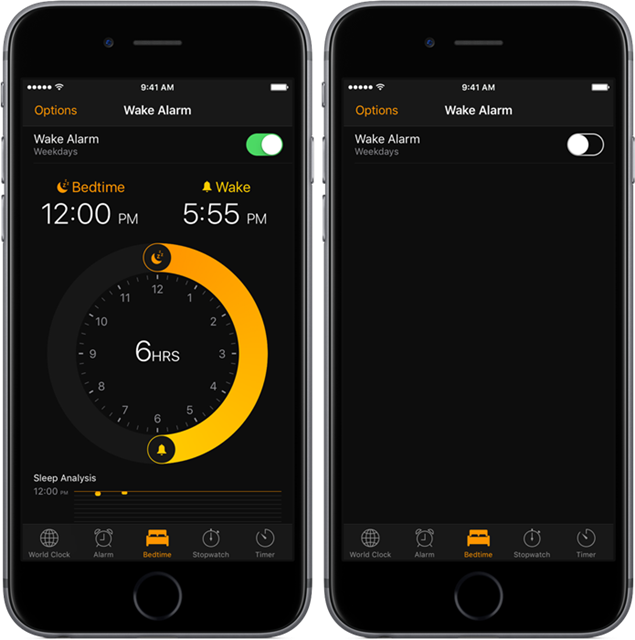 9:41 AM
Options
Wake Alarm
Wake Alarm
Weekdays
Bedtime
Wake
12:00 PM
5:55 PM
12
1
2
3
4
5
6
7
8
9
10
11
6HRS
Sleep Analysis
12:00 PM
World Clock
Alarm
Bedtime
Stopwatch
Timer
9:41 AM
Options
Wake Alarm
Wake Alarm
Weekdays
World Clock
Alarm
Bedtime
Stopwatch
Timer